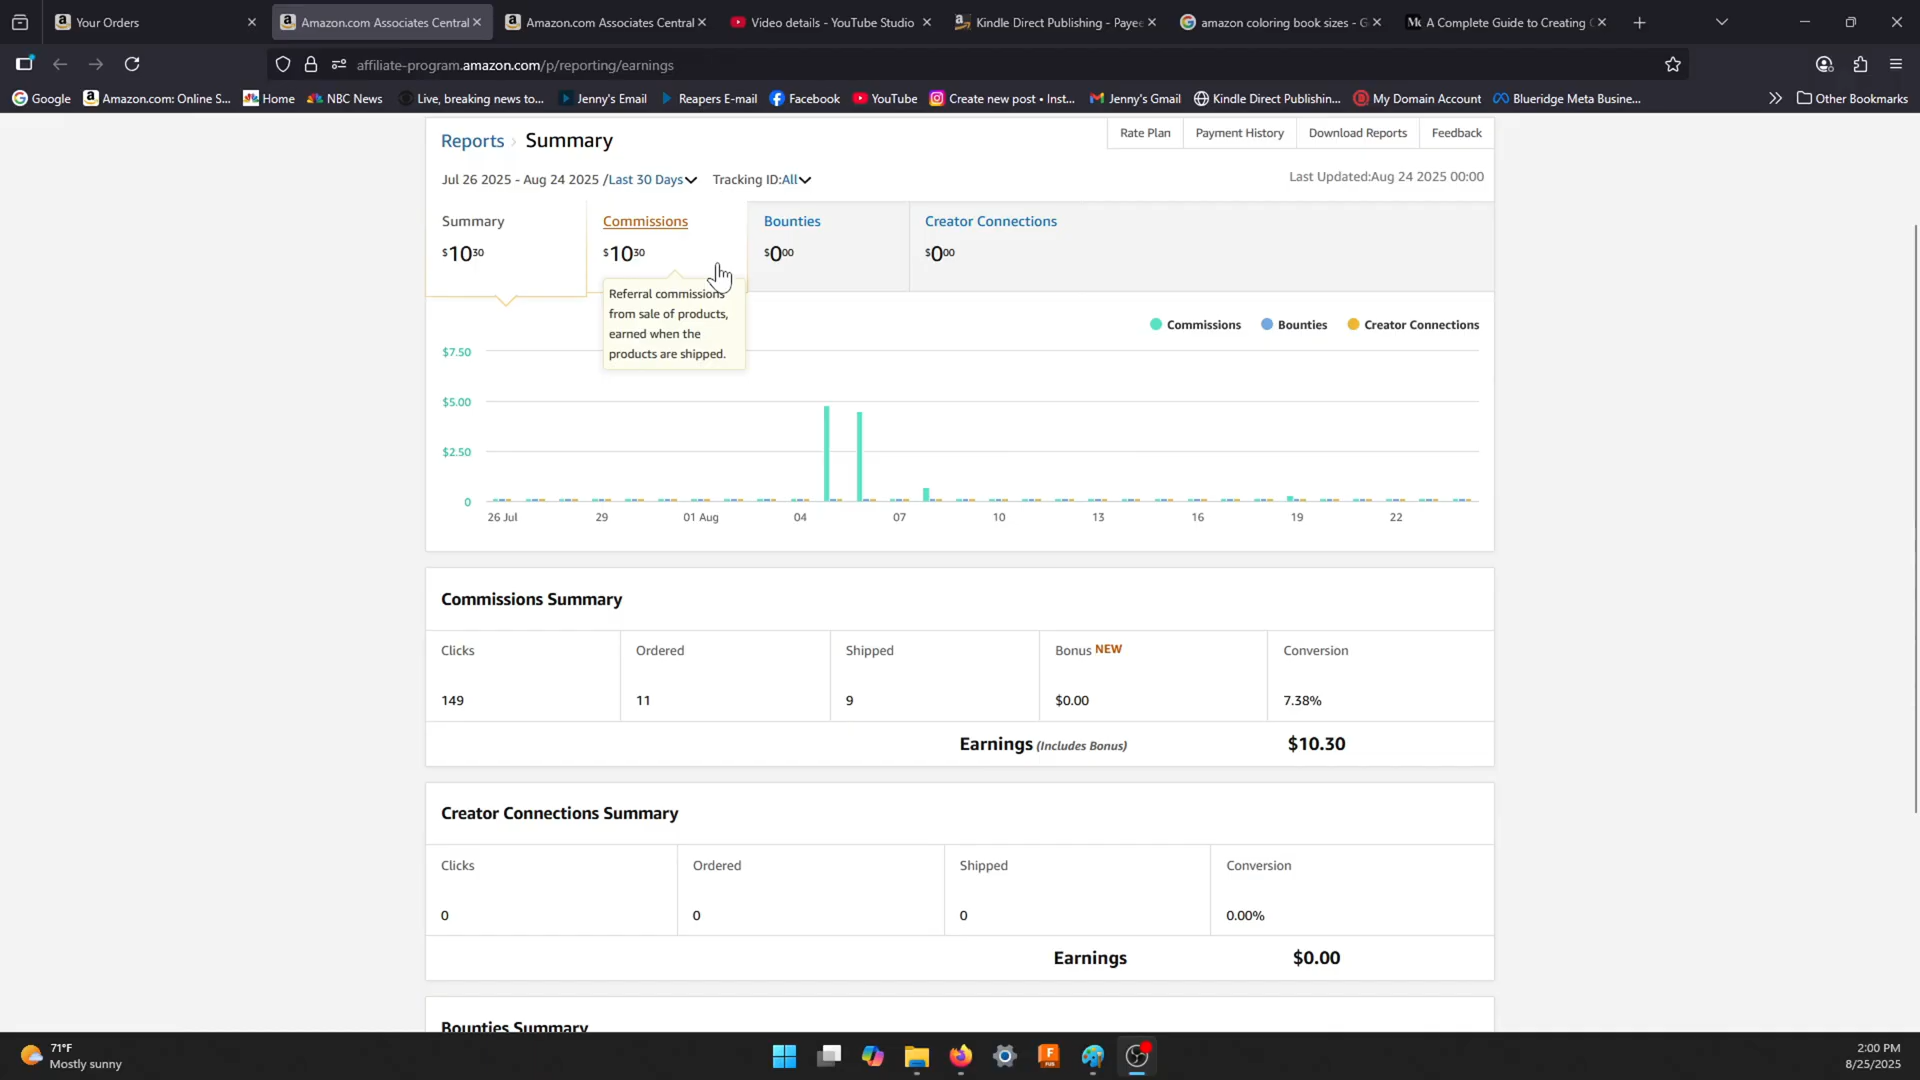 Your Orders
Amazon.com Associates Central
Amazon.com Associates Central
Video details - YouTube Studio
Kindle Direct Publishing - Payee
amazon coloring book sizes - G
A Complete Guide to Creating
affiliate-program.amazon.com/p/reporting/earnings
Google
Amazon.com: Online S...
Home
NBC News
Live, breaking news to...
Jenny's Email
Reapers E-mail
Facebook
YouTube
Create new post • Inst...
Jenny's Gmail
Kindle Direct Publishin...
My Domain Account
Blueridge Meta Busine...
Other Bookmarks
Reports › Summary
Rate Plan
Payment History
Download Reports
Feedback
Jul 26 2025 - Aug 24 2025 /Last 30 Days
Tracking ID:All
Last Updated:Aug 24 2025 00:00
Summary
$1030
Commissions
$1030
Bounties
$000
Creator Connections
$000
Referral commissions
from sale of products,
earned when the
products are shipped.
Commissions
Bounties
Creator Connections
$7.50
$5.00
$2.50
0
26 Jul
29
01 Aug
04
07
10
13
16
19
22
Commissions Summary
Clicks
Ordered
Shipped
Bonus NEW
Conversion
149
11
9
$0.00
7.38%
Earnings (Includes Bonus)
$10.30
Creator Connections Summary
Clicks
Ordered
Shipped
Conversion
0
0
0
0.00%
Earnings
$0.00
Bounties Summary
71°F
Mostly sunny
2:00 PM
8/25/2025